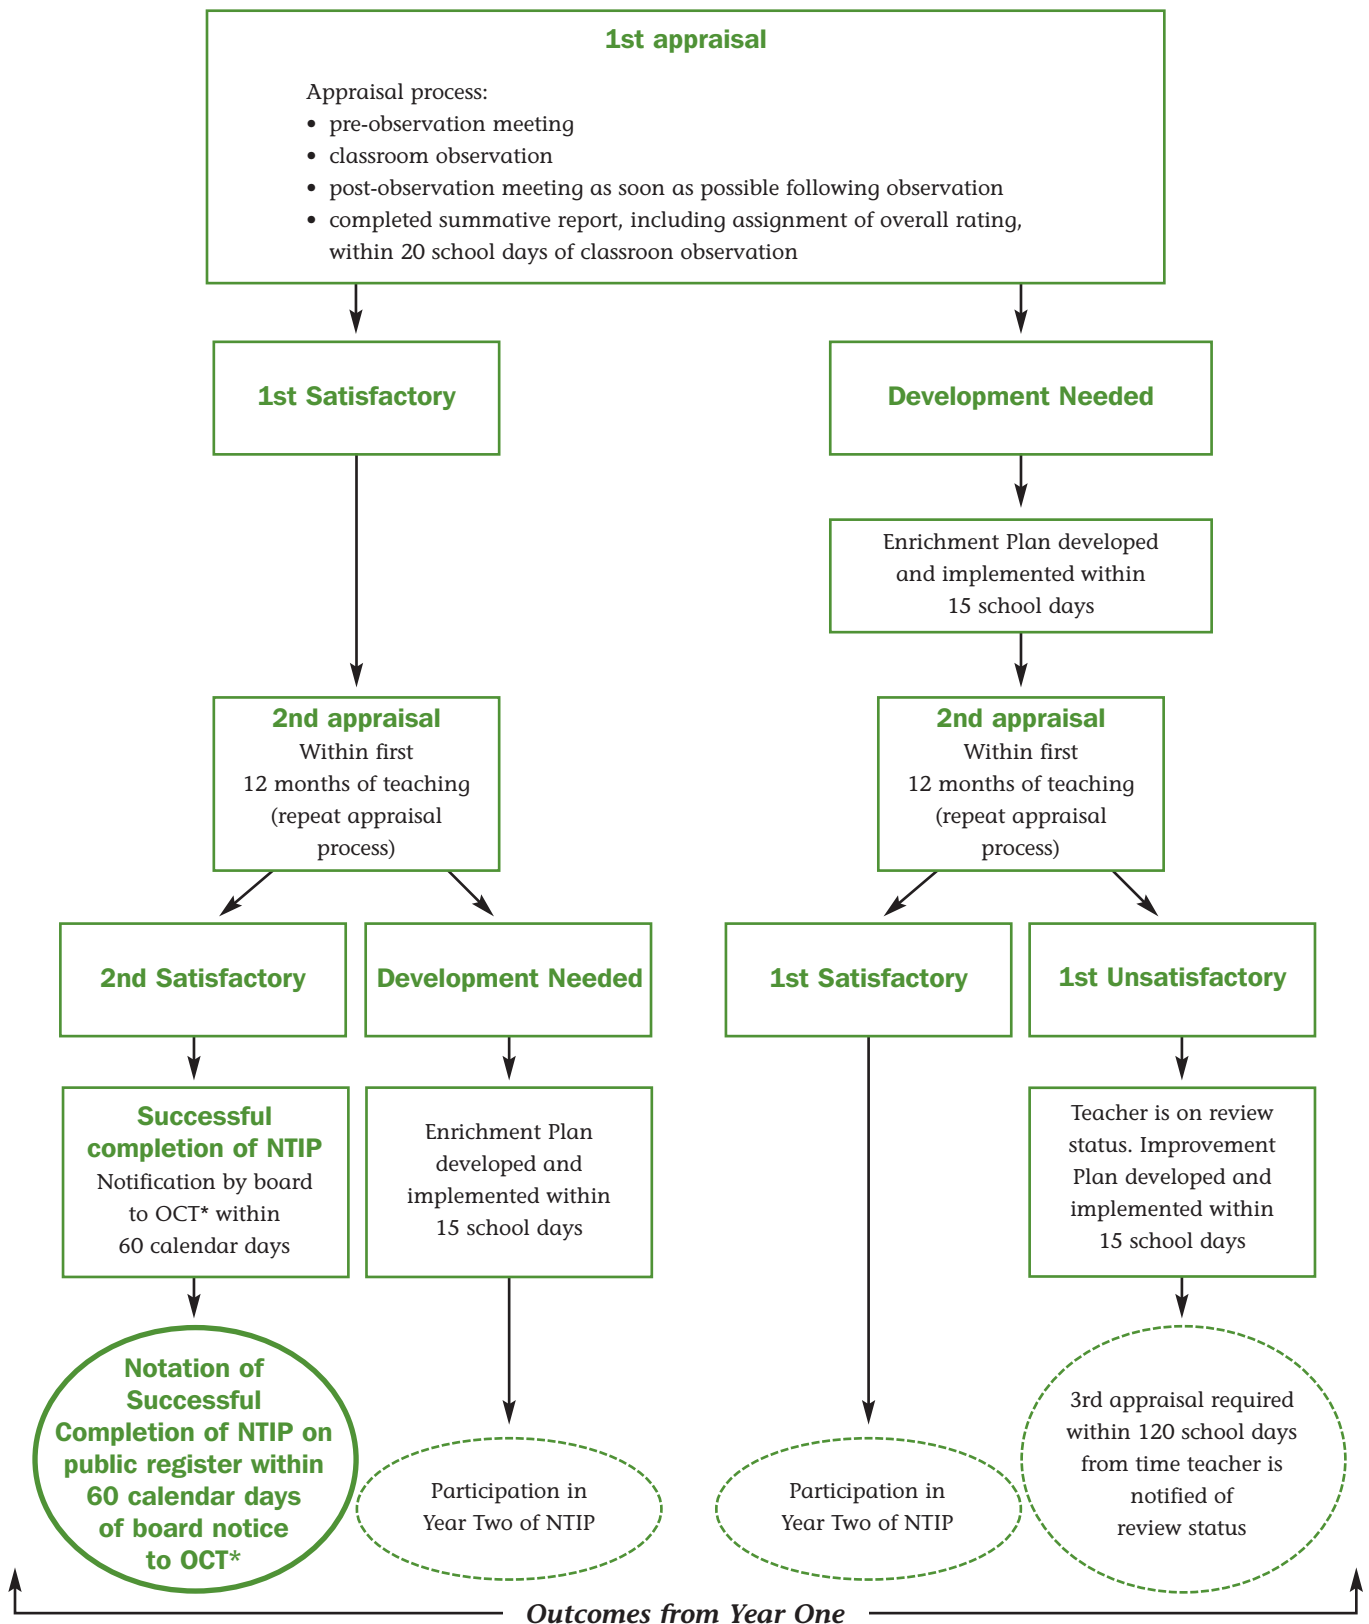 1st appraisal
Appraisal process:
• pre-observation meeting
• classroom observation
• post-observation meeting as soon as possible following observation
• completed summative report, including assignment of overall rating,
within 20 school days of classroon observation
1st Satisfactory
Development Needed
Enrichment Plan developed
and implemented within
15 school days
2nd appraisal
Within first
12 months of teaching
(repeat appraisal
process)
2nd appraisal
Within first
12 months of teaching
(repeat appraisal
process)
2nd Satisfactory
Development Needed
1st Satisfactory
1st Unsatisfactory
Successful
completion of NTIP
Notification by board
to OCT* within
60 calendar days
Enrichment Plan
developed and
implemented within
15 school days
Teacher is on review
status. Improvement
Plan developed and
implemented within
15 school days
Notation of
Successful
Completion of NTIP on
public register within
60 calendar days
of board notice
to OCT*
Participation in
Year Two of NTIP
Participation in
Year Two of NTIP
3rd appraisal required
within 120 school days
from time teacher is
notified of
review status
Outcomes from Year One